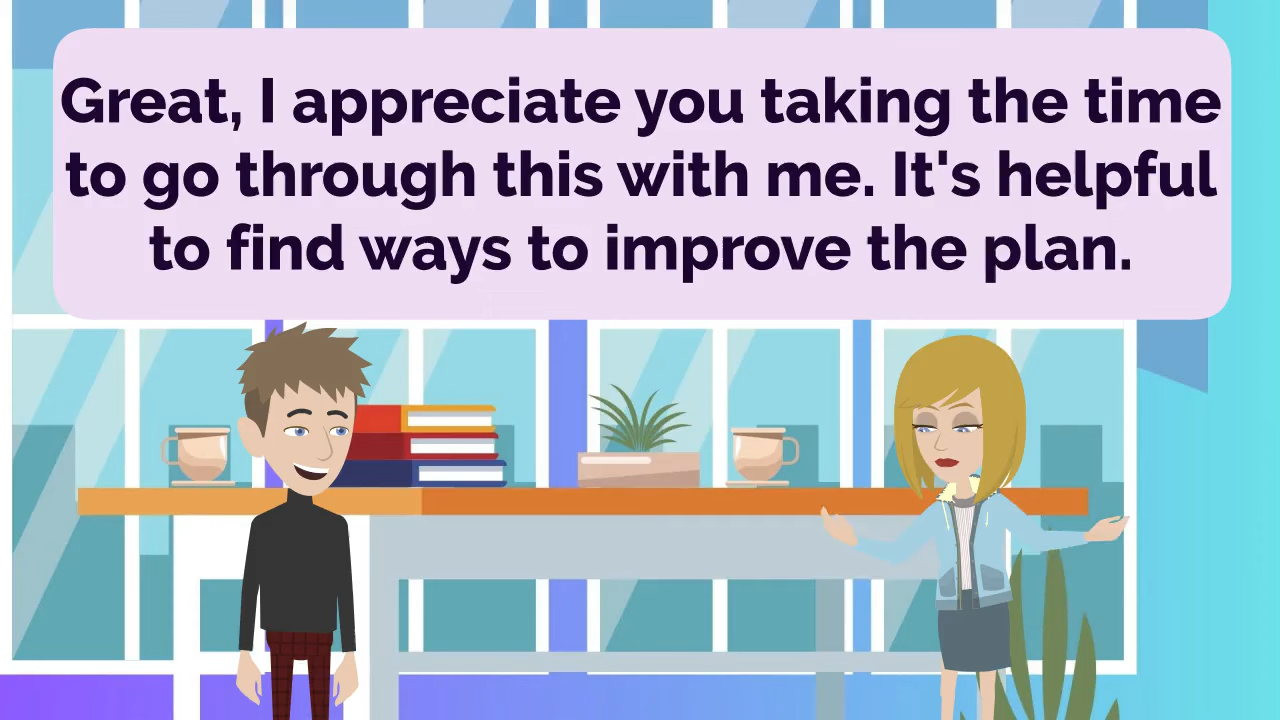 Great, I appreciate you taking the time
to go through this with me. It's helpful
to find ways to improve the plan.